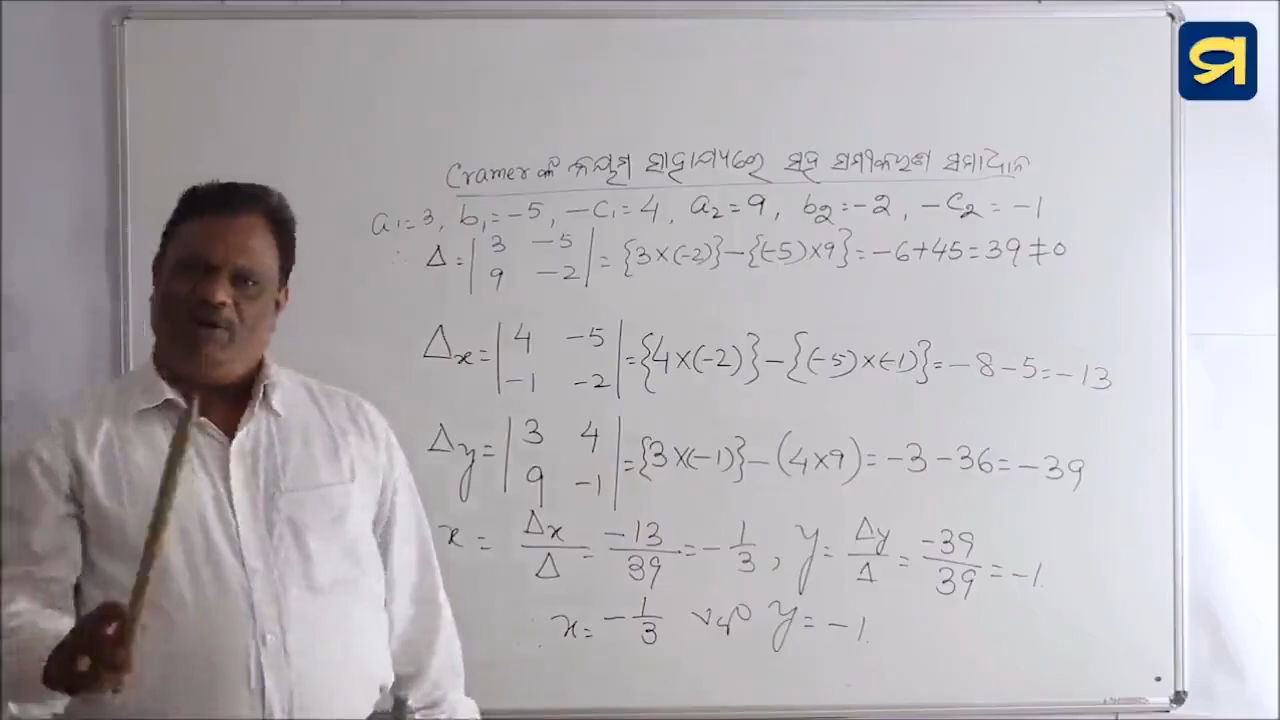 ମ
Cramerଙ୍କ ନିୟମ ସାହାଯ୍ୟରେ ସହ ସମୀକରଣ ସମାଧାନ
a₁=3, b₁=-5, -c₁=4, a₂=9, b₂=-2, -c₂=-1
∴ Δ=|3 -5; 9 -2|={3×(-2)}-{(-5)×9}=-6+45=39≠0
Δx=|4 -5; -1 -2|={4×(-2)}-{(-5)×(-1)}=-8-5=-13
Δy=|3 4; 9 -1|={3×(-1)}-(4×9)=-3-36=-39
x=Δx/Δ=-13/39=-1/3, y=Δy/Δ=-39/39=-1
∴ x=-1/3 ଏବଂ y=-1